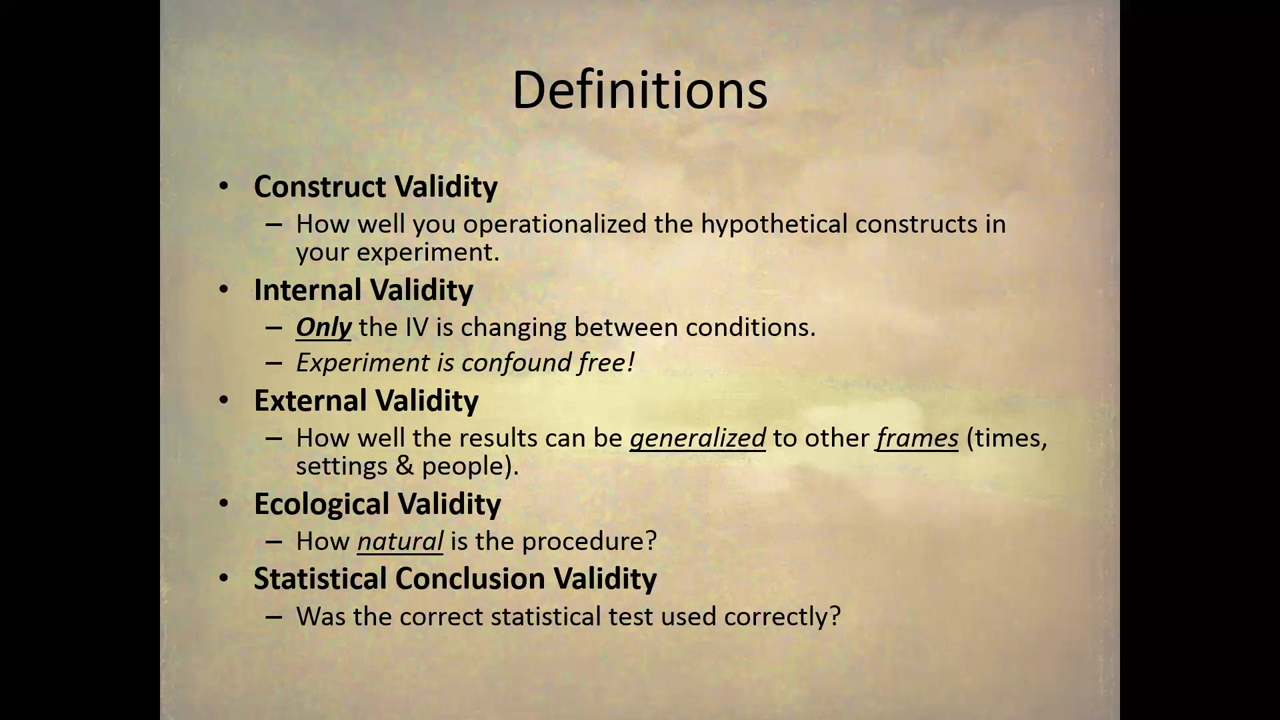 Definitions
• Construct Validity
– How well you operationalized the hypothetical constructs in
your experiment.
• Internal Validity
– Only the IV is changing between conditions.
– Experiment is confound free!
• External Validity
– How well the results can be generalized to other frames (times,
settings & people).
• Ecological Validity
– How natural is the procedure?
• Statistical Conclusion Validity
– Was the correct statistical test used correctly?